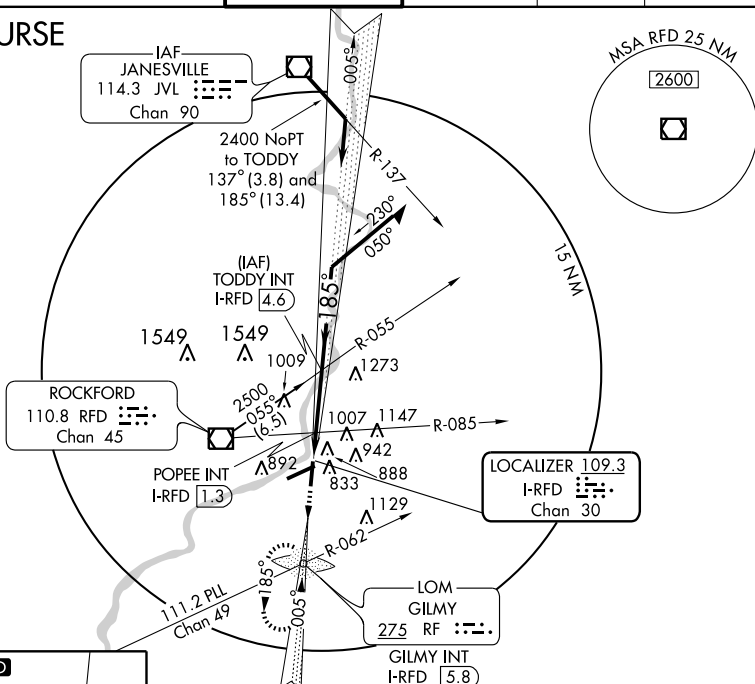 URSE
IAF
JANESVILLE
114.3 JVL
Chan 90
MSA RFD 25 NM
2600
005°
2400 NoPT
to TODDY
137° (3.8) and
185° (13.4)
R-137
230°
050°
15 NM
(IAF)
TODDY INT
I-RFD 4.6
185°
R-055
1549
1549
1009
1273
ROCKFORD
110.8 RFD
Chan 45
2500
055°
(6.5)
1007
1147
R-085
942
888
892
833
POPEE INT
I-RFD 1.3
LOCALIZER 109.3
I-RFD
Chan 30
1129
R-062
185°
005°
111.2 PLL
Chan 49
LOM
GILMY
275 RF
GILMY INT
I-RFD 5.8
D